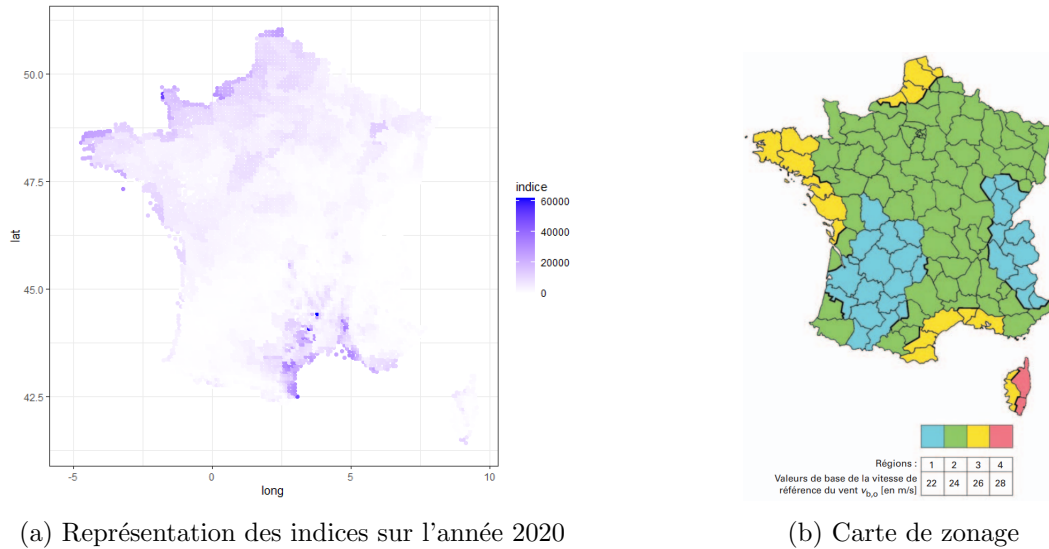 50.0
47.5
45.0
42.5
lat
-5
0
5
10
long
indice
60000
40000
20000
0
Régions : 1 2 3 4
Valeurs de base de la vitesse de
référence du vent vb,o [en m/s] 22 24 26 28
(a) Représentation des indices sur l'année 2020
(b) Carte de zonage